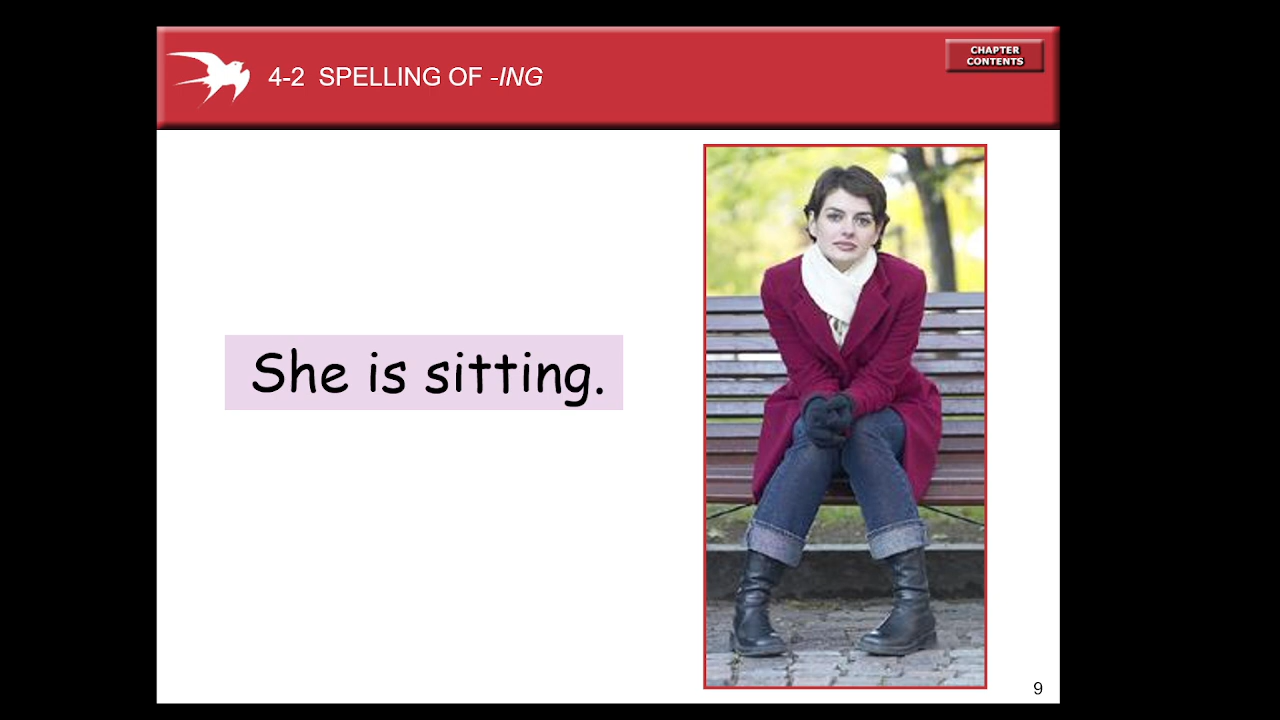 CHAPTER
CONTENTS
4-2 SPELLING OF -ING
She is sitting.
9